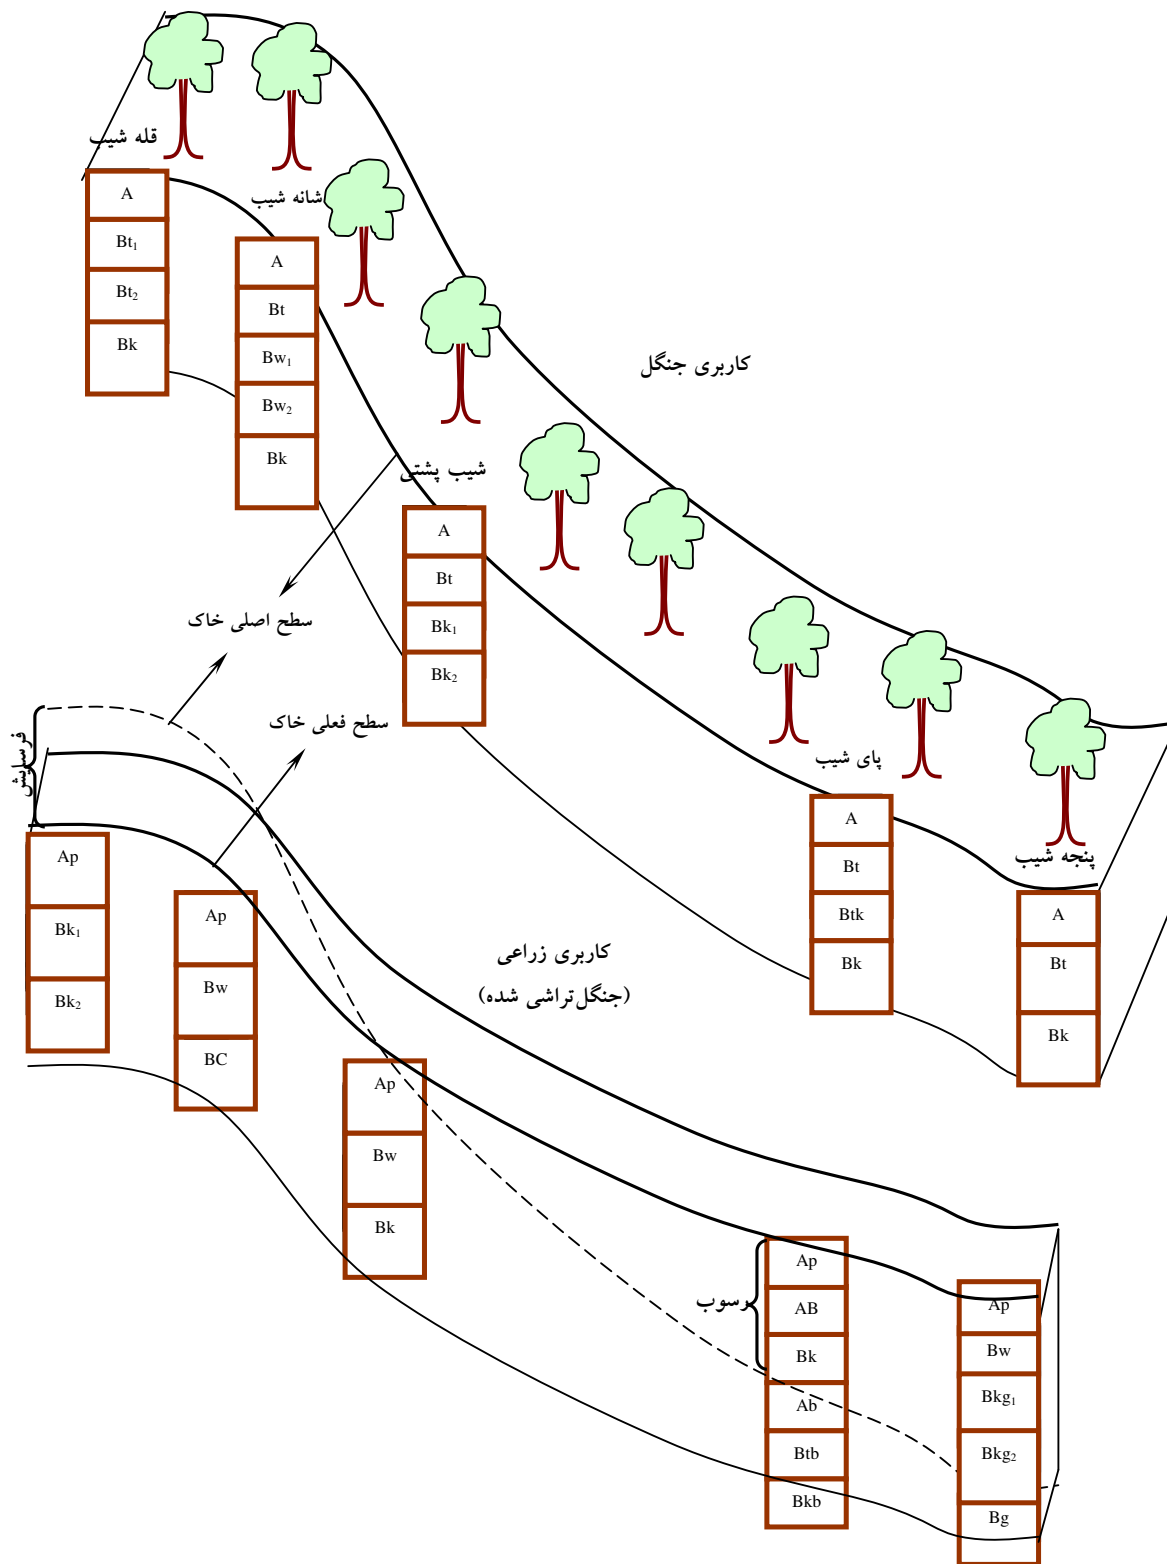 قله شیب
A
Bt₁
Bt₂
Bk
شانه شیب
A
Bt
Bw₁
Bw₂
Bk
کاربری جنگل
شیب پشتی
A
Bt
Bk₁
Bk₂
پای شیب
A
Bt
Btk
Bk
پنجه شیب
A
Bt
Bk
سطح اصلی خاک
سطح فعلی خاک
فرسایش
کاربری زراعی
(جنگل‌تراشی شده)
Ap
Bk₁
Bk₂
Ap
Bw
BC
Ap
Bw
Bk
رسوب
Ap
AB
Bk
Ab
Btb
Bkb
Ap
Bw
Bkg₁
Bkg₂
Bg